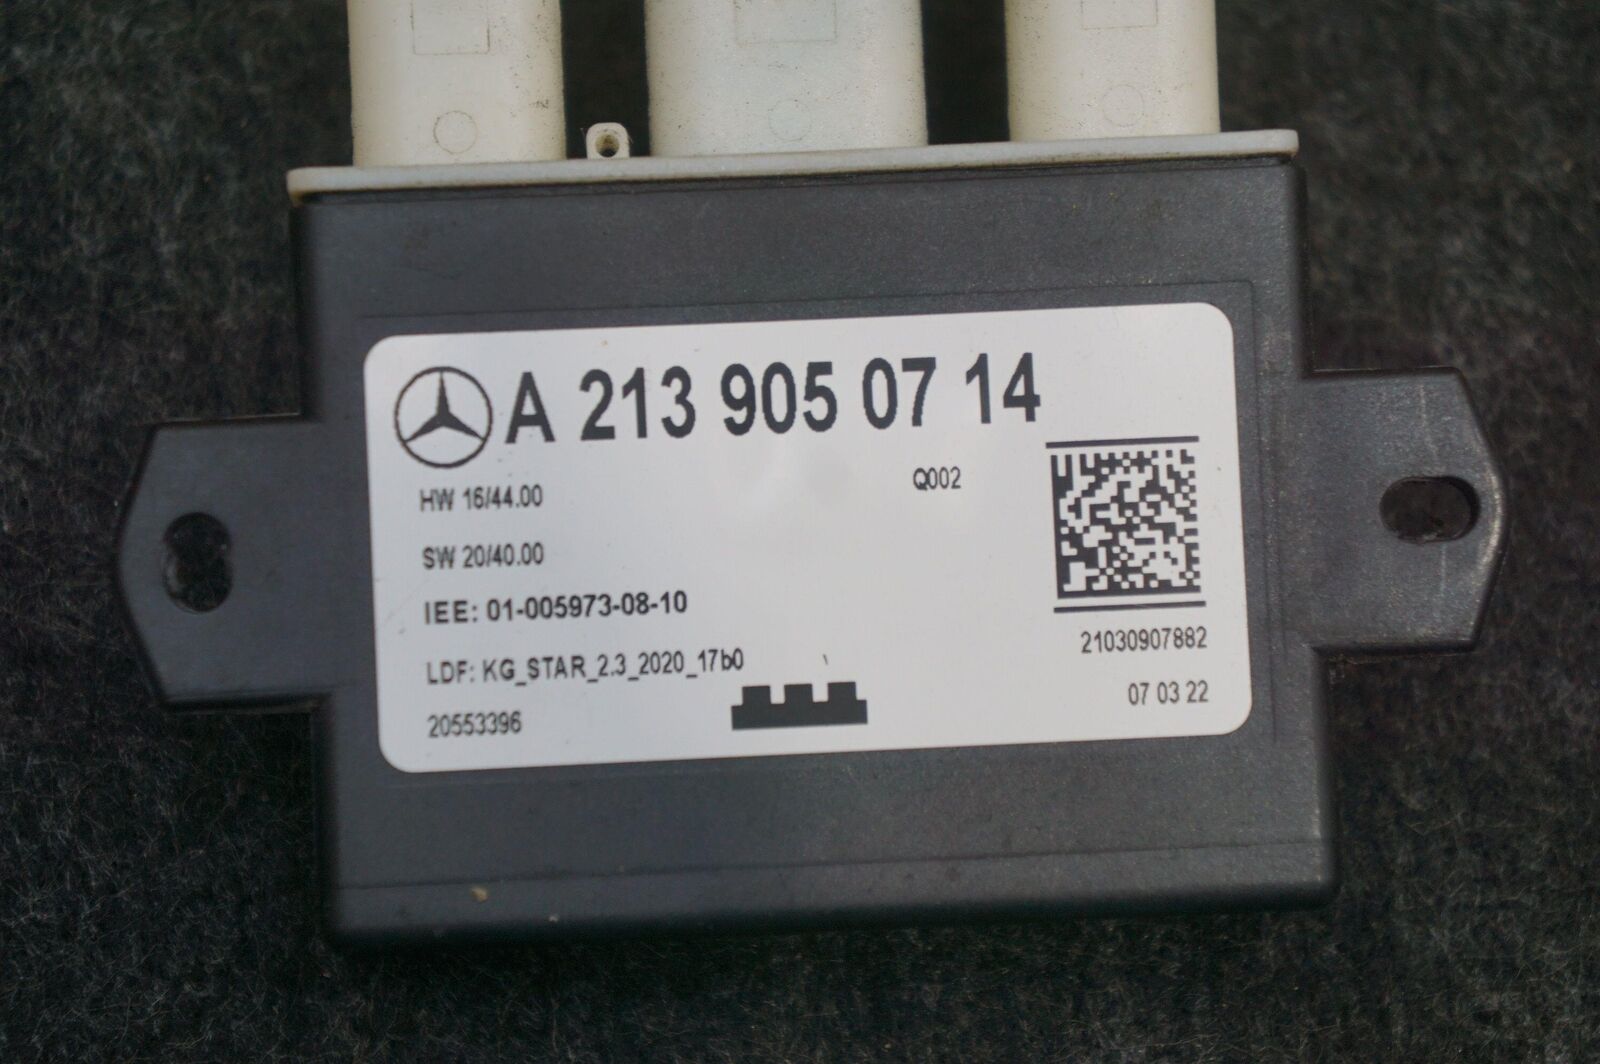 A 213 905 07 14
HW 16/44.00
Q002
SW 20/40.00
IEE: 01-005973-08-10
LDF: KG_STAR_2.3_2020_17b0
20553396
21030907882
07 03 22